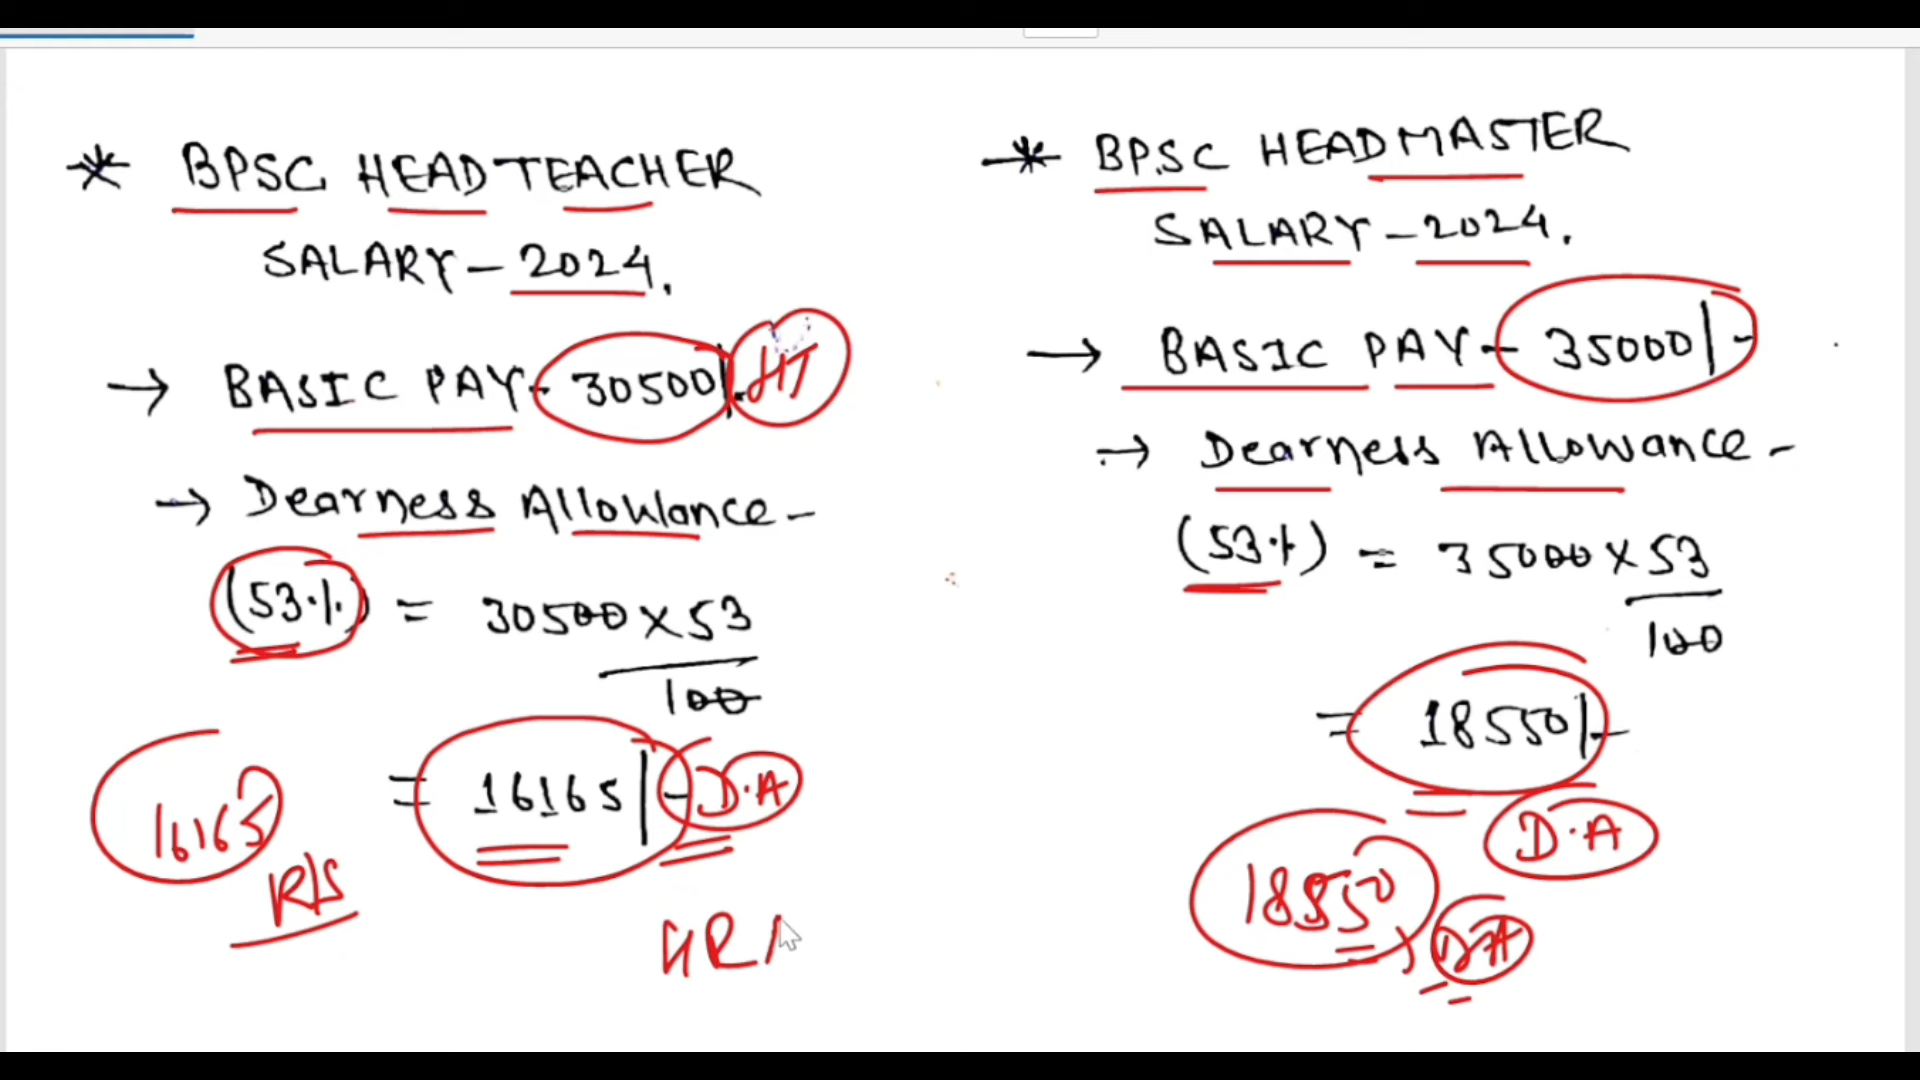 * BPSC HEADTEACHER
SALARY - 2024.
→ BASIC PAY - 30500/- HT
→ Dearness Allowance -
(53%) = 30500 × 53
100
= 16165/- D.A
16165
R/s
HRA
* BPSC HEADMASTER
SALARY - 2024.
→ BASIC PAY - 35000/-
→ Dearness Allowance -
(53%) = 35000 × 53
100
= 18550/-
D.A
18550
DA